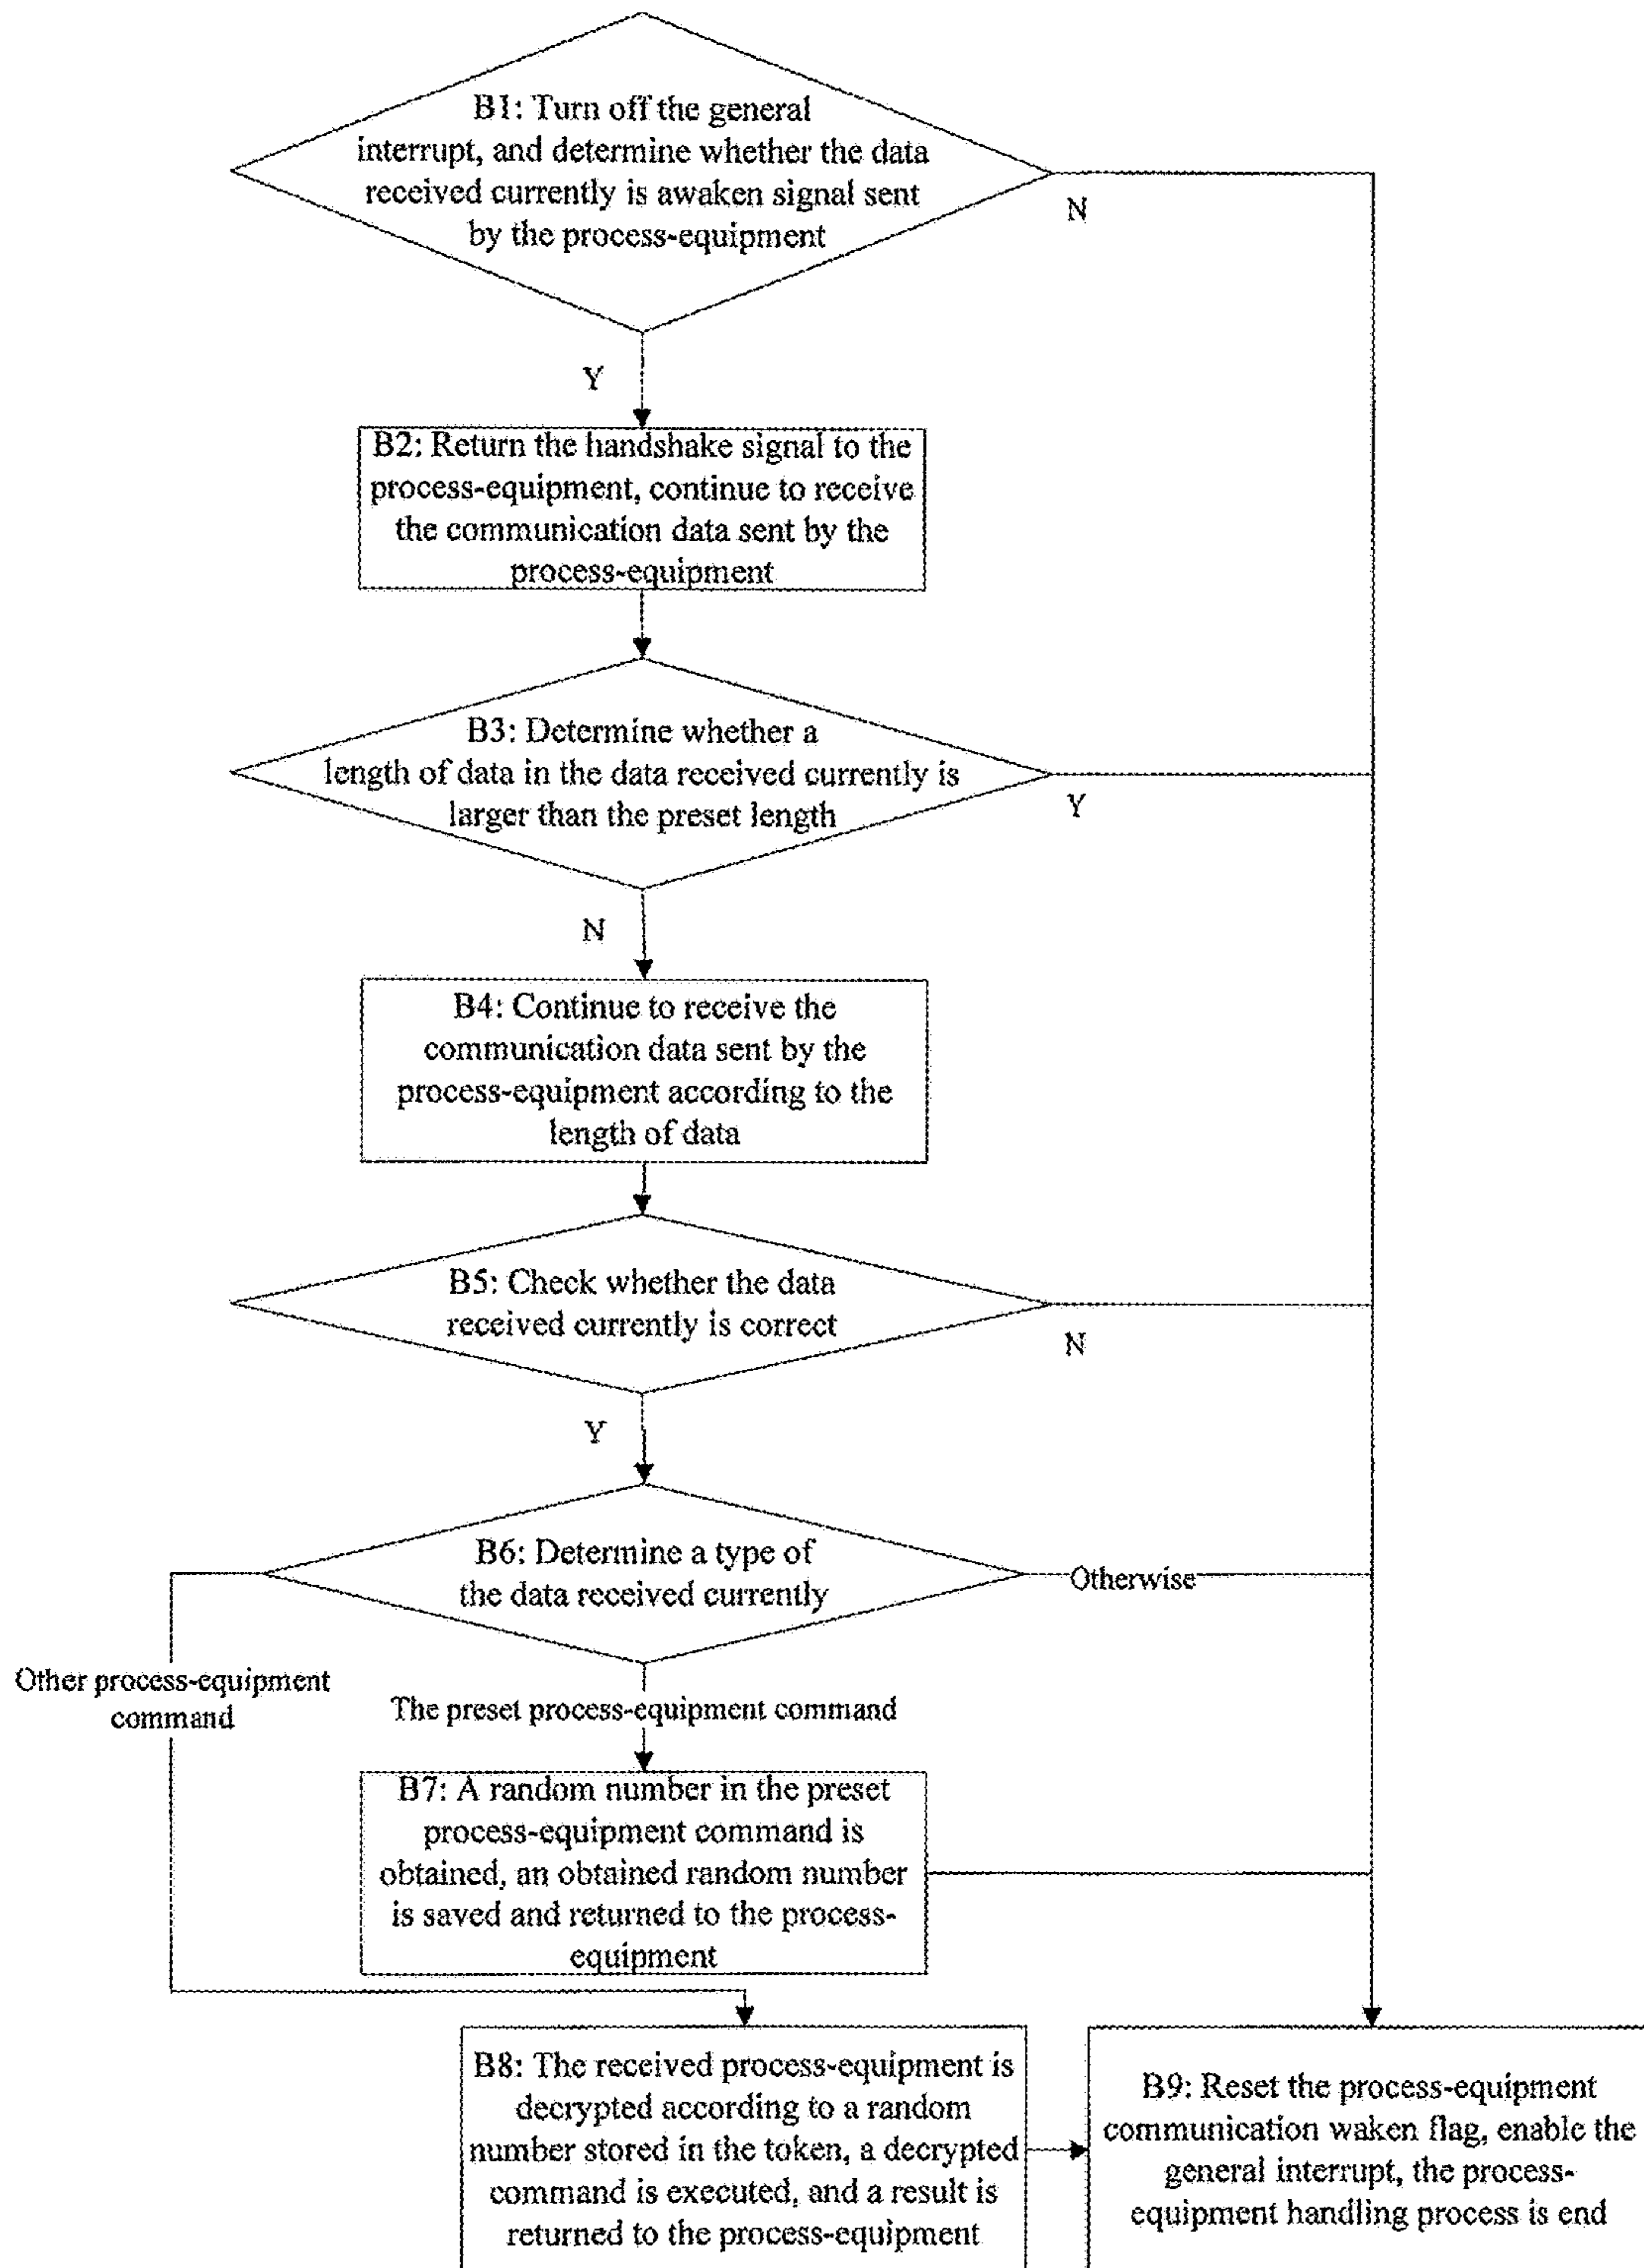 B1: Turn off the general
interrupt, and determine whether the data
received currently is awaken signal sent
by the process-equipment
N
Y
B2: Return the handshake signal to the
process-equipment, continue to receive
the communication data sent by the
process-equipment
B3: Determine whether a
length of data in the data received currently is
larger than the preset length
Y
N
B4: Continue to receive the
communication data sent by the
process-equipment according to the
length of data
B5: Check whether the data
received currently is correct
N
Y
B6: Determine a type of
the data received currently
Otherwise
Other process-equipment
command
The preset process-equipment command
B7: A random number in the preset
process-equipment command is
obtained, an obtained random number
is saved and returned to the process-
equipment
B8: The received process-equipment is
decrypted according to a random
number stored in the token, a decrypted
command is executed, and a result is
returned to the process-equipment
B9: Reset the process-equipment
communication waken flag, enable the
general interrupt, the process-
equipment handling process is end